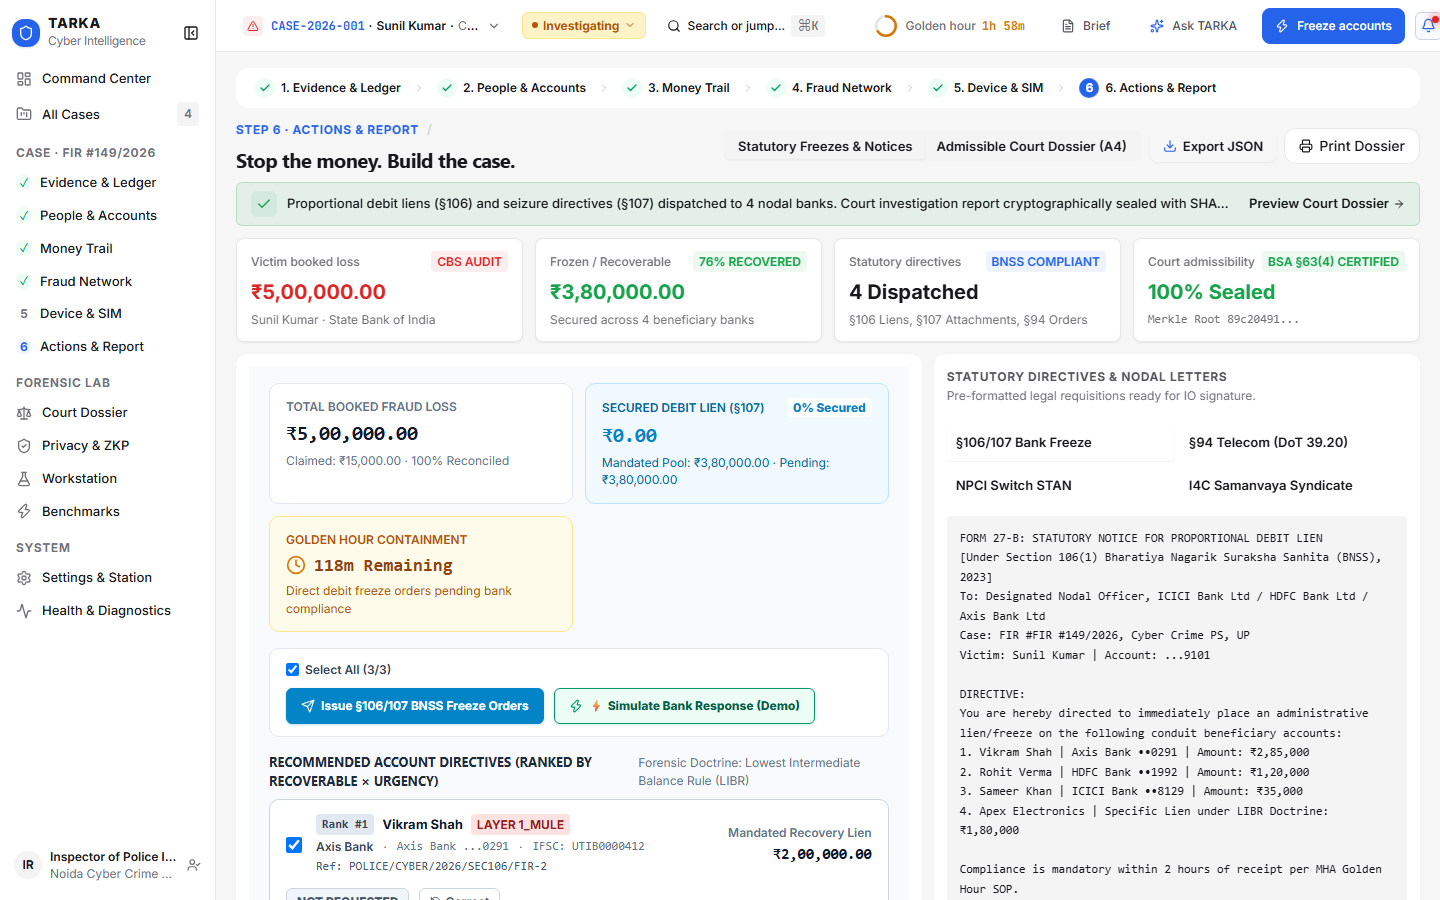 TARKA
Cyber Intelligence
Command Center
All Cases 4
CASE · FIR #149/2026
Evidence & Ledger
People & Accounts
Money Trail
Fraud Network
5 Device & SIM
6 Actions & Report
FORENSIC LAB
Court Dossier
Privacy & ZKP
Workstation
Benchmarks
SYSTEM
Settings & Station
Health & Diagnostics
IR Inspector of Police I...
Noida Cyber Crime ...
CASE-2026-001 · Sunil Kumar · C... Investigating Search or jump... ⌘K Golden hour 1h 58m Brief Ask TARKA Freeze accounts
1. Evidence & Ledger 2. People & Accounts 3. Money Trail 4. Fraud Network 5. Device & SIM 6 6. Actions & Report
STEP 6 · ACTIONS & REPORT /
Stop the money. Build the case.
Statutory Freezes & Notices Admissible Court Dossier (A4) Export JSON Print Dossier
Proportional debit liens (§106) and seizure directives (§107) dispatched to 4 nodal banks. Court investigation report cryptographically sealed with SHA... Preview Court Dossier →
Victim booked loss CBS AUDIT
₹5,00,000.00
Sunil Kumar · State Bank of India
Frozen / Recoverable 76% RECOVERED
₹3,80,000.00
Secured across 4 beneficiary banks
Statutory directives BNSS COMPLIANT
4 Dispatched
§106 Liens, §107 Attachments, §94 Orders
Court admissibility BSA §63(4) CERTIFIED
100% Sealed
Merkle Root 89c20491...
TOTAL BOOKED FRAUD LOSS
₹5,00,000.00
Claimed: ₹15,000.00 · 100% Reconciled
SECURED DEBIT LIEN (§107) 0% Secured
₹0.00
Mandated Pool: ₹3,80,000.00 · Pending:
₹3,80,000.00
GOLDEN HOUR CONTAINMENT
118m Remaining
Direct debit freeze orders pending bank
compliance
Select All (3/3)
Issue §106/107 BNSS Freeze Orders Simulate Bank Response (Demo)
RECOMMENDED ACCOUNT DIRECTIVES (RANKED BY
RECOVERABLE × URGENCY)
Forensic Doctrine: Lowest Intermediate
Balance Rule (LIBR)
Rank #1 Vikram Shah LAYER 1_MULE
Axis Bank · Axis Bank ...0291 · IFSC: UTIB0000412
Ref: POLICE/CYBER/2026/SEC106/FIR-2
Mandated Recovery Lien
₹2,00,000.00
NOT REQUESTED Correct
STATUTORY DIRECTIVES & NODAL LETTERS
Pre-formatted legal requisitions ready for IO signature.
§106/107 Bank Freeze §94 Telecom (DoT 39.20)
NPCI Switch STAN I4C Samanvaya Syndicate
FORM 27-B: STATUTORY NOTICE FOR PROPORTIONAL DEBIT LIEN
[Under Section 106(1) Bharatiya Nagarik Suraksha Sanhita (BNSS),
2023]
To: Designated Nodal Officer, ICICI Bank Ltd / HDFC Bank Ltd /
Axis Bank Ltd
Case: FIR #FIR #149/2026, Cyber Crime PS, UP
Victim: Sunil Kumar | Account: ...9101
DIRECTIVE:
You are hereby directed to immediately place an administrative
lien/freeze on the following conduit beneficiary accounts:
1. Vikram Shah | Axis Bank ••0291 | Amount: ₹2,85,000
2. Rohit Verma | HDFC Bank ••1992 | Amount: ₹1,20,000
3. Sameer Khan | ICICI Bank ••8129 | Amount: ₹35,000
4. Apex Electronics | Specific Lien under LIBR Doctrine:
₹1,80,000
Compliance is mandatory within 2 hours of receipt per MHA Golden
Hour SOP.